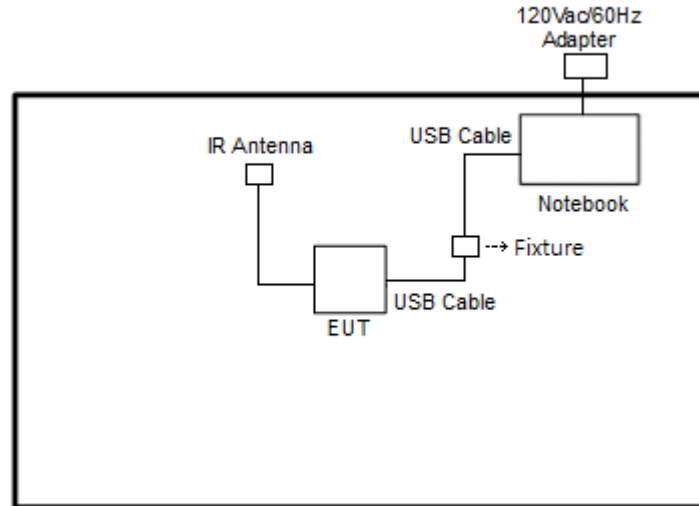 120Vac/60Hz
Adapter
USB Cable
IR Antenna
Notebook
⇢ Fixture
USB Cable
EUT